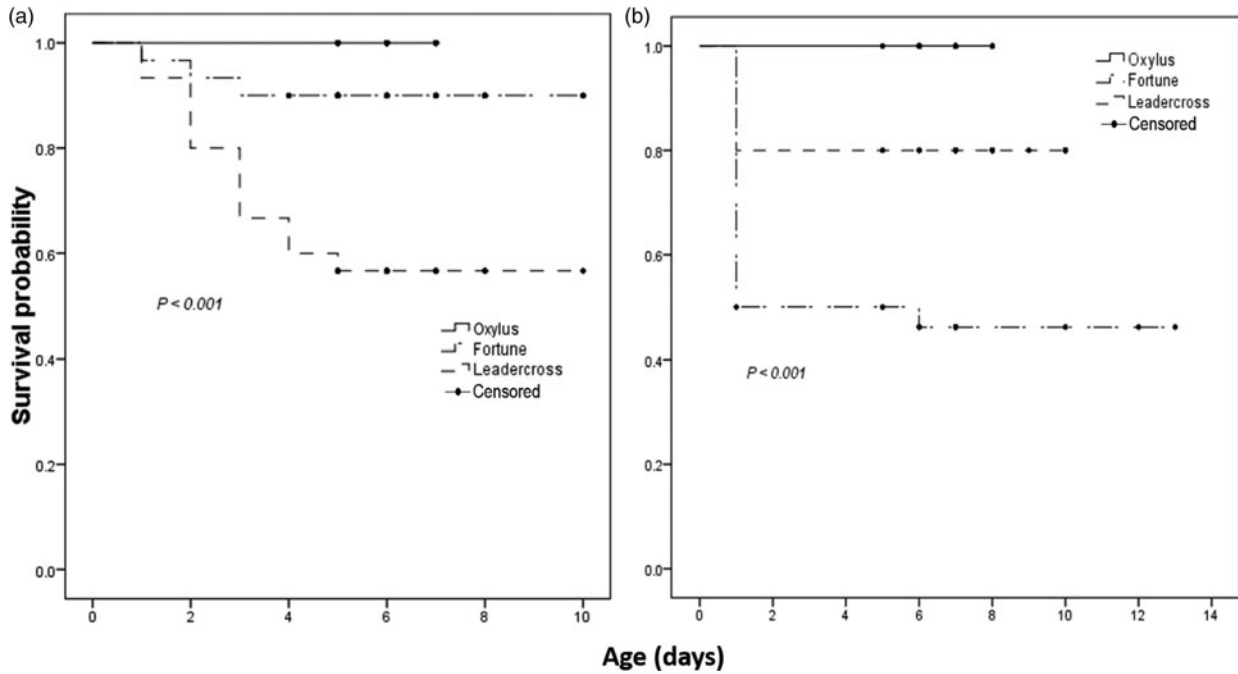 (a)
(b)
Survival probability
1.0
0.8
0.6
0.4
0.2
0.0
P < 0.001
Oxylus
Fortune
Leadercross
Censored
0 2 4 6 8 10
1.0
0.8
0.6
0.4
0.2
0.0
Oxylus
Fortune
Leadercross
Censored
P < 0.001
0 2 4 6 8 10 12 14
Age (days)